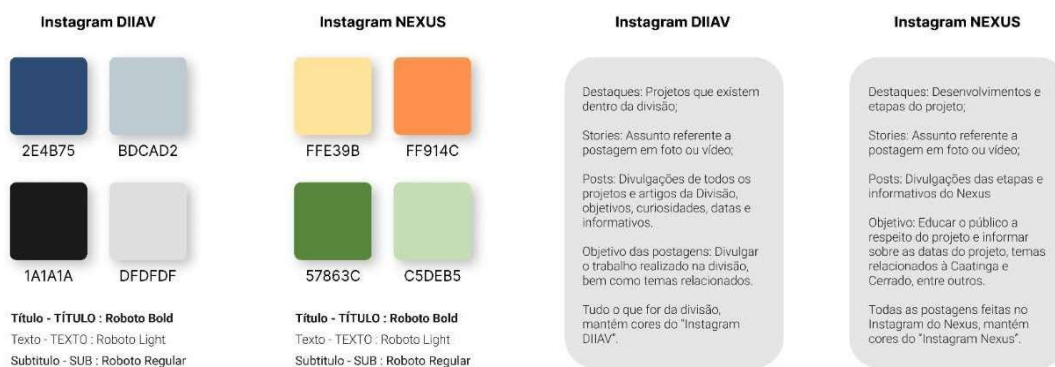 Instagram DIIAV
2E4B75
BDCAD2
1A1A1A
DFDFDF
Título - TÍTULO : Roboto Bold
Texto - TEXTO : Roboto Light
Subtitulo - SUB : Roboto Regular
Instagram NEXUS
FFE39B
FF914C
57863C
C5DEB5
Título - TÍTULO : Roboto Bold
Texto - TEXTO : Roboto Light
Subtitulo - SUB : Roboto Regular
Instagram DIIAV
Destaques: Projetos que existem
dentro da divisão;
Stories: Assunto referente a
postagem em foto ou vídeo;
Posts: Divulgações de todos os
projetos e artigos da Divisão,
objetivos, curiosidades, datas e
informativos.
Objetivo das postagens: Divulgar
o trabalho realizado na divisão,
bem como temas relacionados.
Tudo o que for da divisão,
mantém cores do “Instagram
DIIAV”.
Instagram NEXUS
Destaques: Desenvolvimentos e
etapas do projeto;
Stories: Assunto referente a
postagem em foto ou vídeo;
Posts: Divulgações das etapas e
informativos do Nexus
Objetivo: Educar o público a
respeito do projeto e informar
sobre as datas do projeto, temas
relacionados à Caatinga e
Cerrado, entre outros.
Todas as postagens feitas no
Instagram do Nexus, mantém
cores do “Instagram Nexus”.